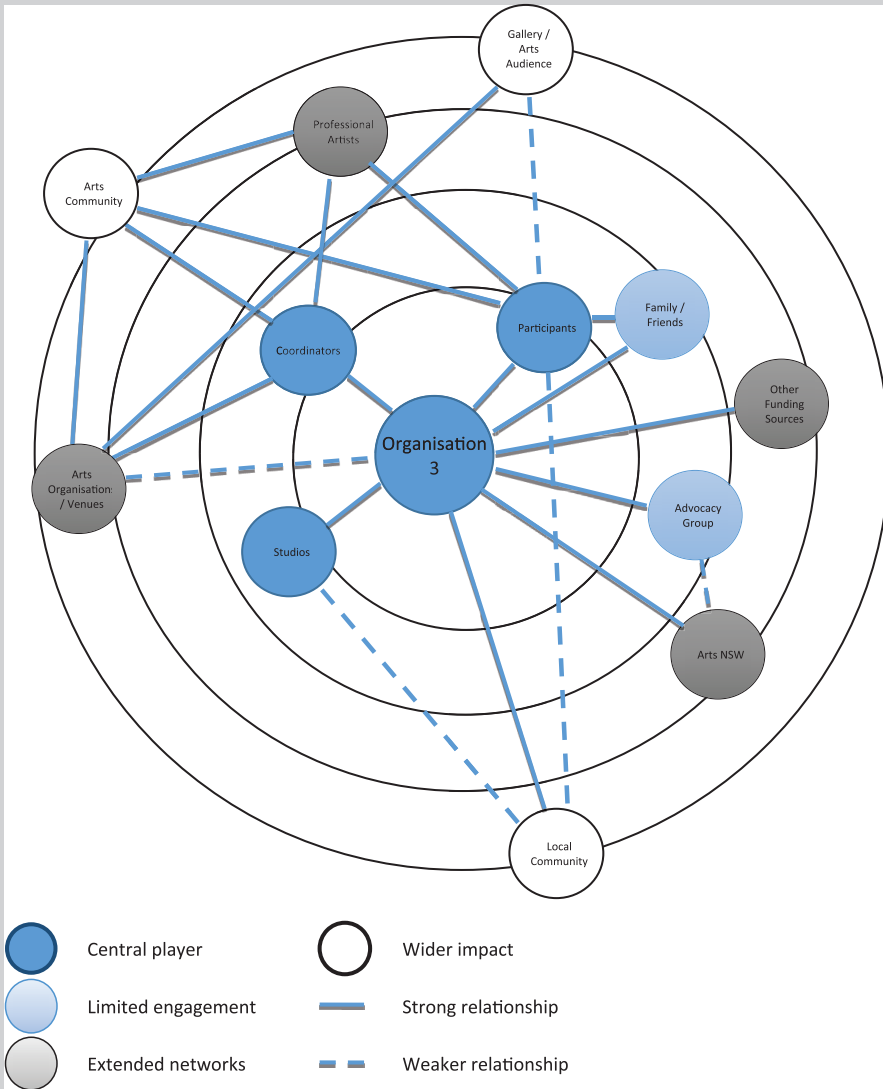 Gallery /
Arts
Audience
Professional
Artists
Arts
Community
Family /
Friends
Participants
Coordinators
Other
Funding
Sources
Organisation
3
Arts
Organisations
/ Venues
Advocacy
Group
Studios
Arts NSW
Local
Community
Central player
Wider impact
Limited engagement
Strong relationship
Extended networks
Weaker relationship